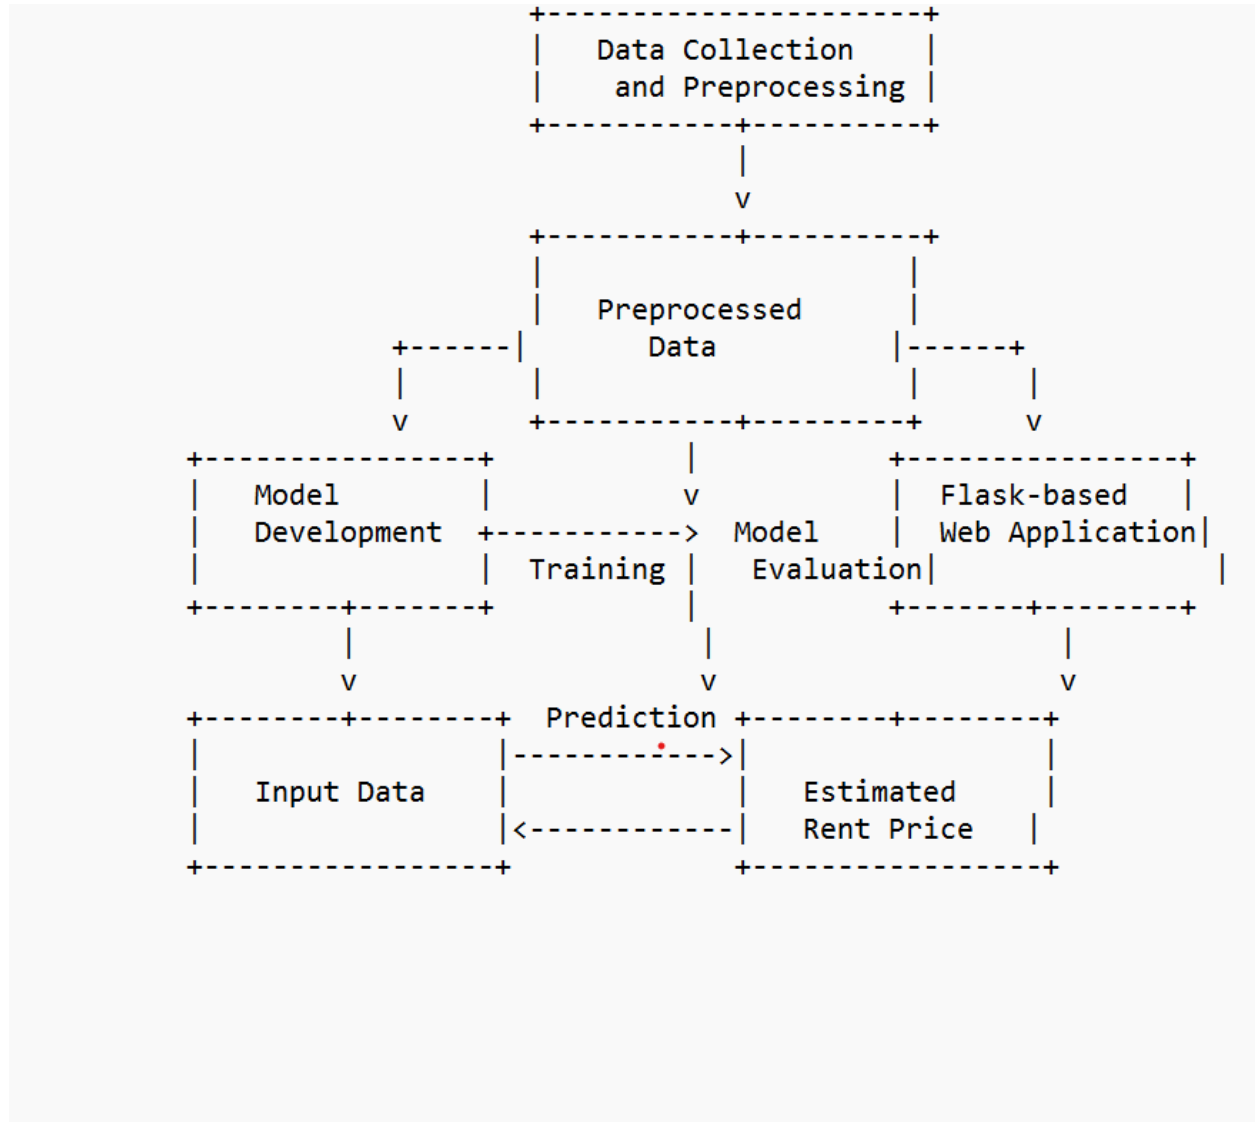 Data Collection
and Preprocessing
Preprocessed
Data
Model
Development
Training
Model
Evaluation
Flask-based
Web Application
Prediction
Input Data
Estimated
Rent Price